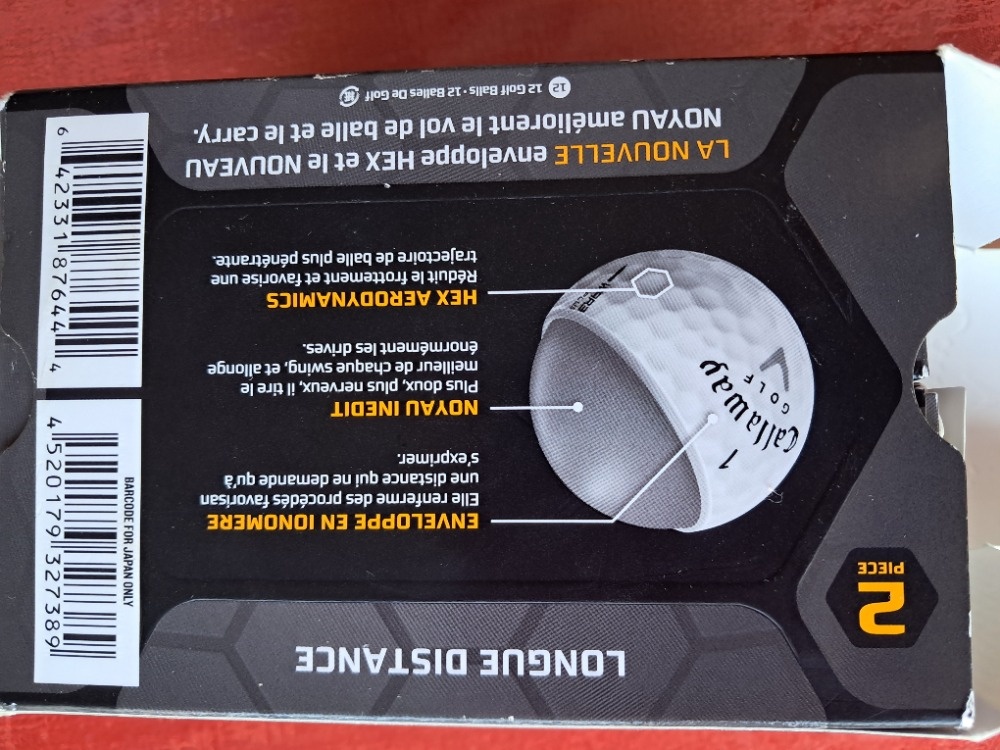 LONGUE DISTANCE
2
PIECE
ENVELOPPE EN IONOMERE
Elle renferme des procédés favorisan
une distance qui ne demande qu'à
s'exprimer.
NOYAU INEDIT
Plus doux, plus nerveux, il tire le
meilleur de chaque swing, et allonge
énormément les drives.
HEX AERODYNAMICS
Réduit le frottement et favorise une
trajectoire de balle plus pénétrante.
1
Callaway
GOLF
WARBIRD
PLUS
LA NOUVELLE enveloppe HEX et le NOUVEAU
NOYAU améliorent le vol de balle et le carry.
12 12 Golf Balls • 12 Balles De Golf
BARCODE FOR JAPAN ONLY
4 520179 327389
6 42331 87644 4